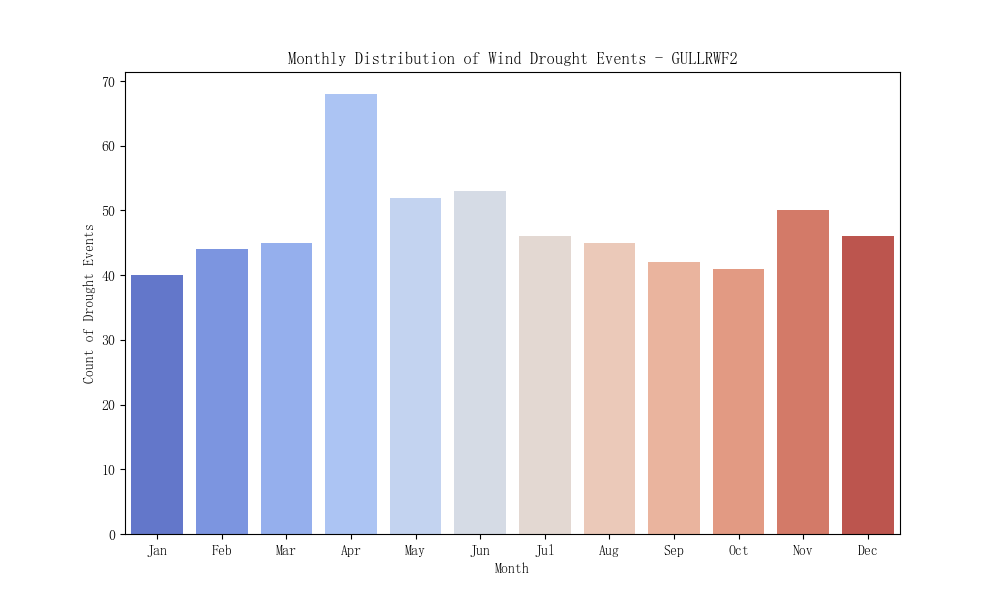 Monthly Distribution of Wind Drought Events - GULLRWF2
Count of Drought Events
70
60
50
40
30
20
10
0
Jan Feb Mar Apr May Jun Jul Aug Sep Oct Nov Dec
Month